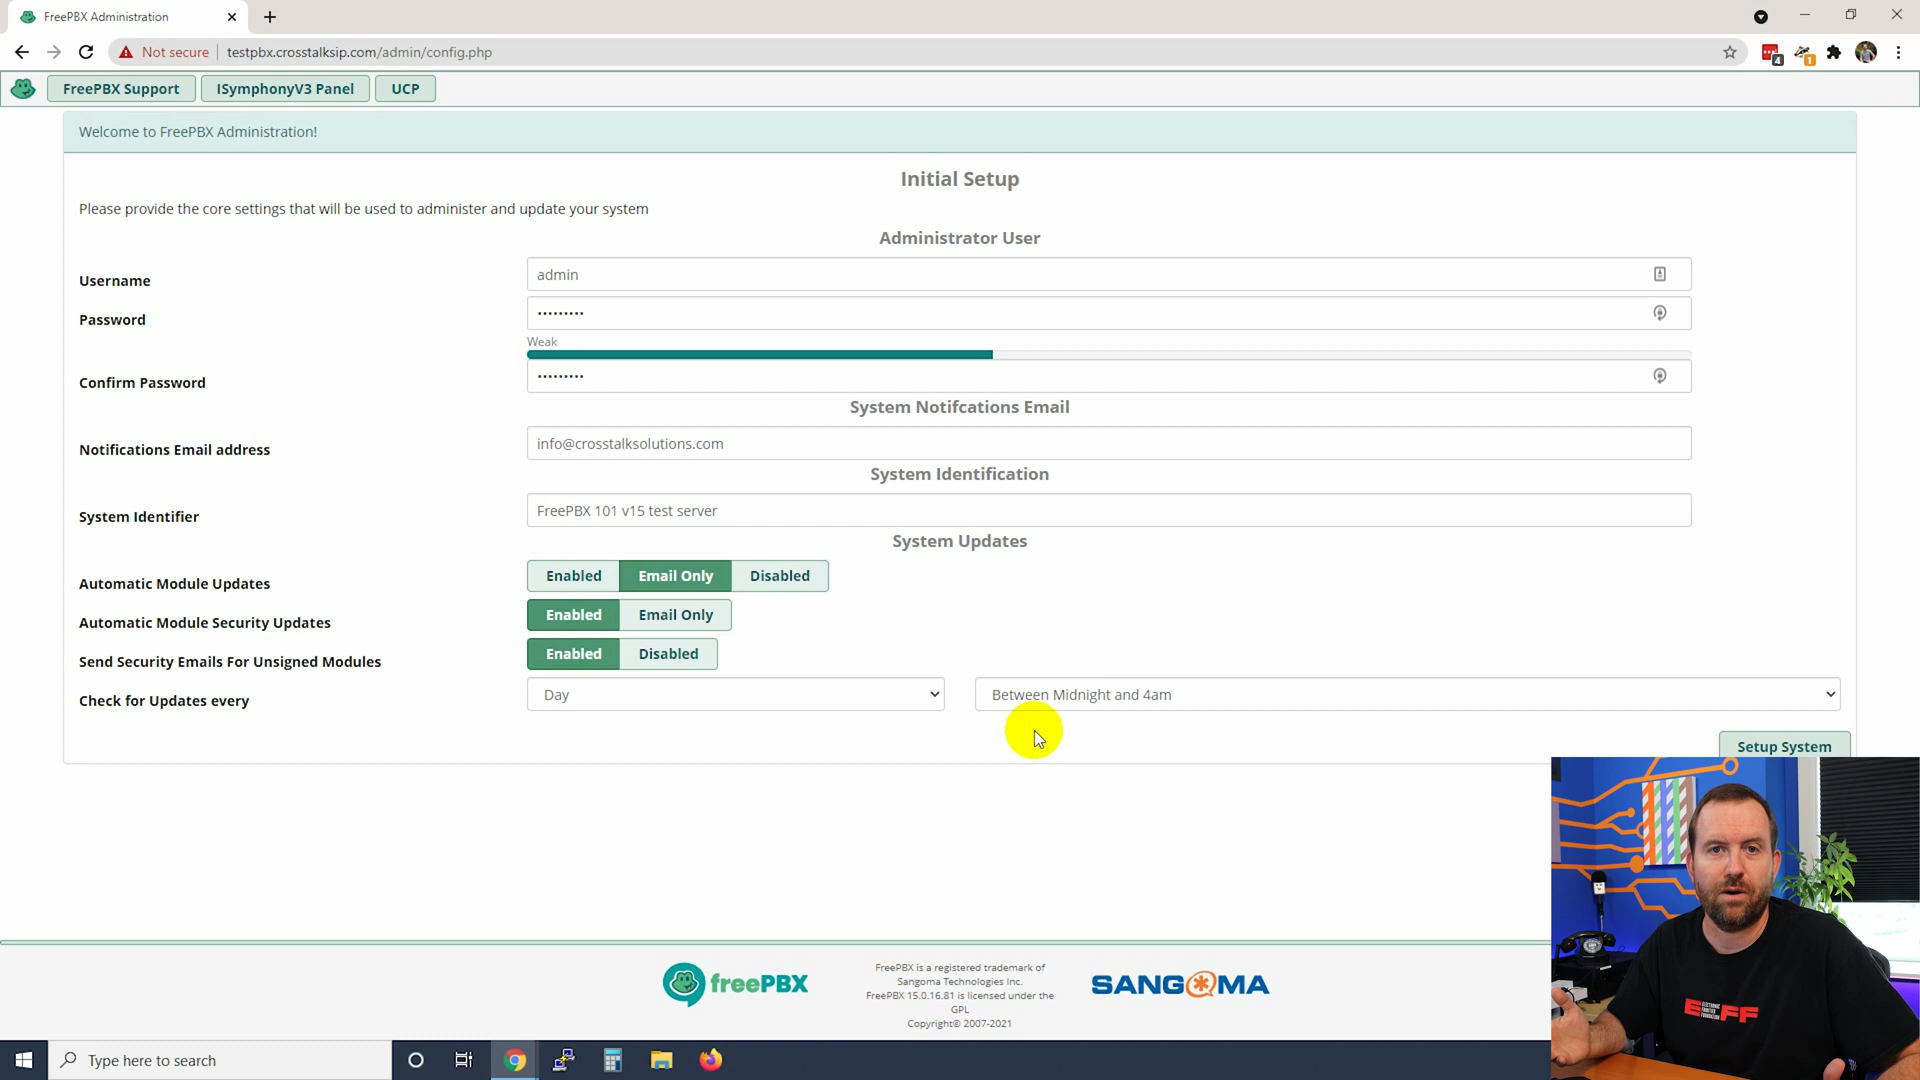 FreePBX Administration
Not secure
testpbx.crosstalksip.com/admin/config.php
4
1
FreePBX Support
ISymphonyV3 Panel
UCP
Welcome to FreePBX Administration!
Initial Setup
Please provide the core settings that will be used to administer and update your system
Administrator User
Username
admin
Password
•••••••••
Weak
Confirm Password
•••••••••
System Notifcations Email
Notifications Email address
info@crosstalksolutions.com
System Identification
System Identifier
FreePBX 101 v15 test server
System Updates
Automatic Module Updates
Enabled
Email Only
Disabled
Automatic Module Security Updates
Enabled
Email Only
Send Security Emails For Unsigned Modules
Enabled
Disabled
Check for Updates every
Day
Between Midnight and 4am
Setup System
freePBX
FreePBX is a registered trademark of
Sangoma Technologies Inc.
FreePBX 15.0.16.81 is licensed under the
GPL
Copyright© 2007-2021
SANGOMA
ELECTRONIC
FRONTIER
FOUNDATION
EFF
Type here to search